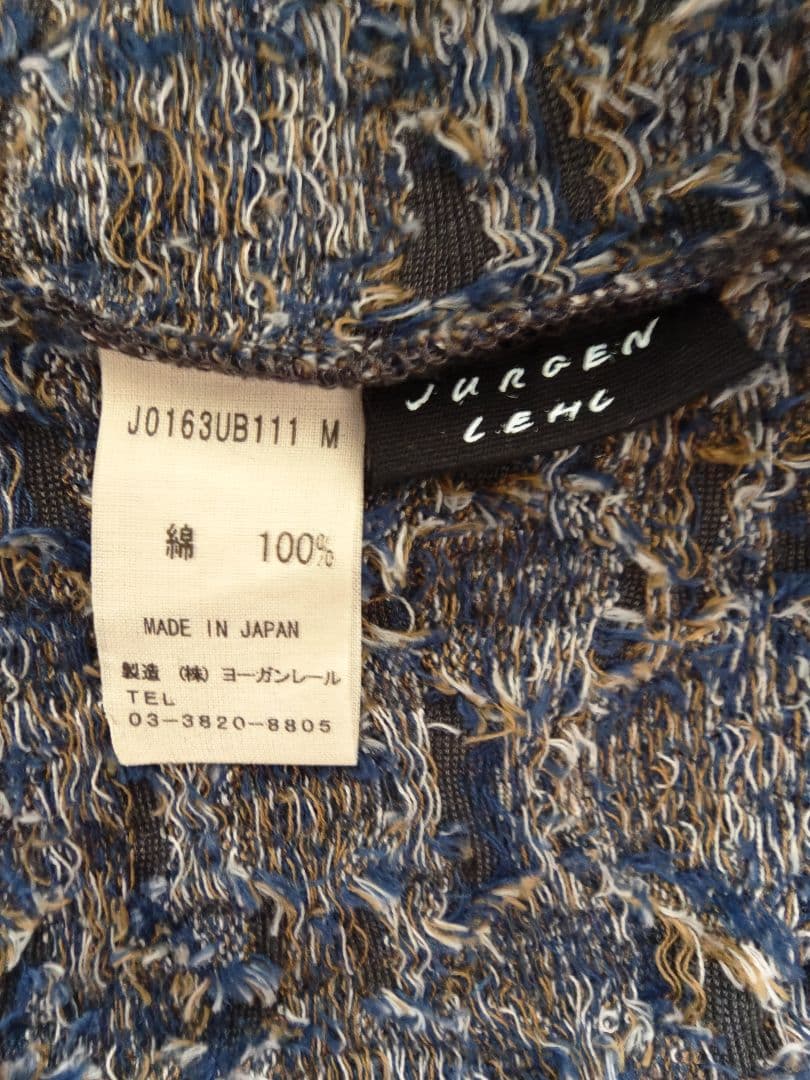 J0163UB111 M
綿 100%
MADE IN JAPAN
製造 (株) ヨーガンレール
TEL
03-3820-8805
JURGEN
LEHL